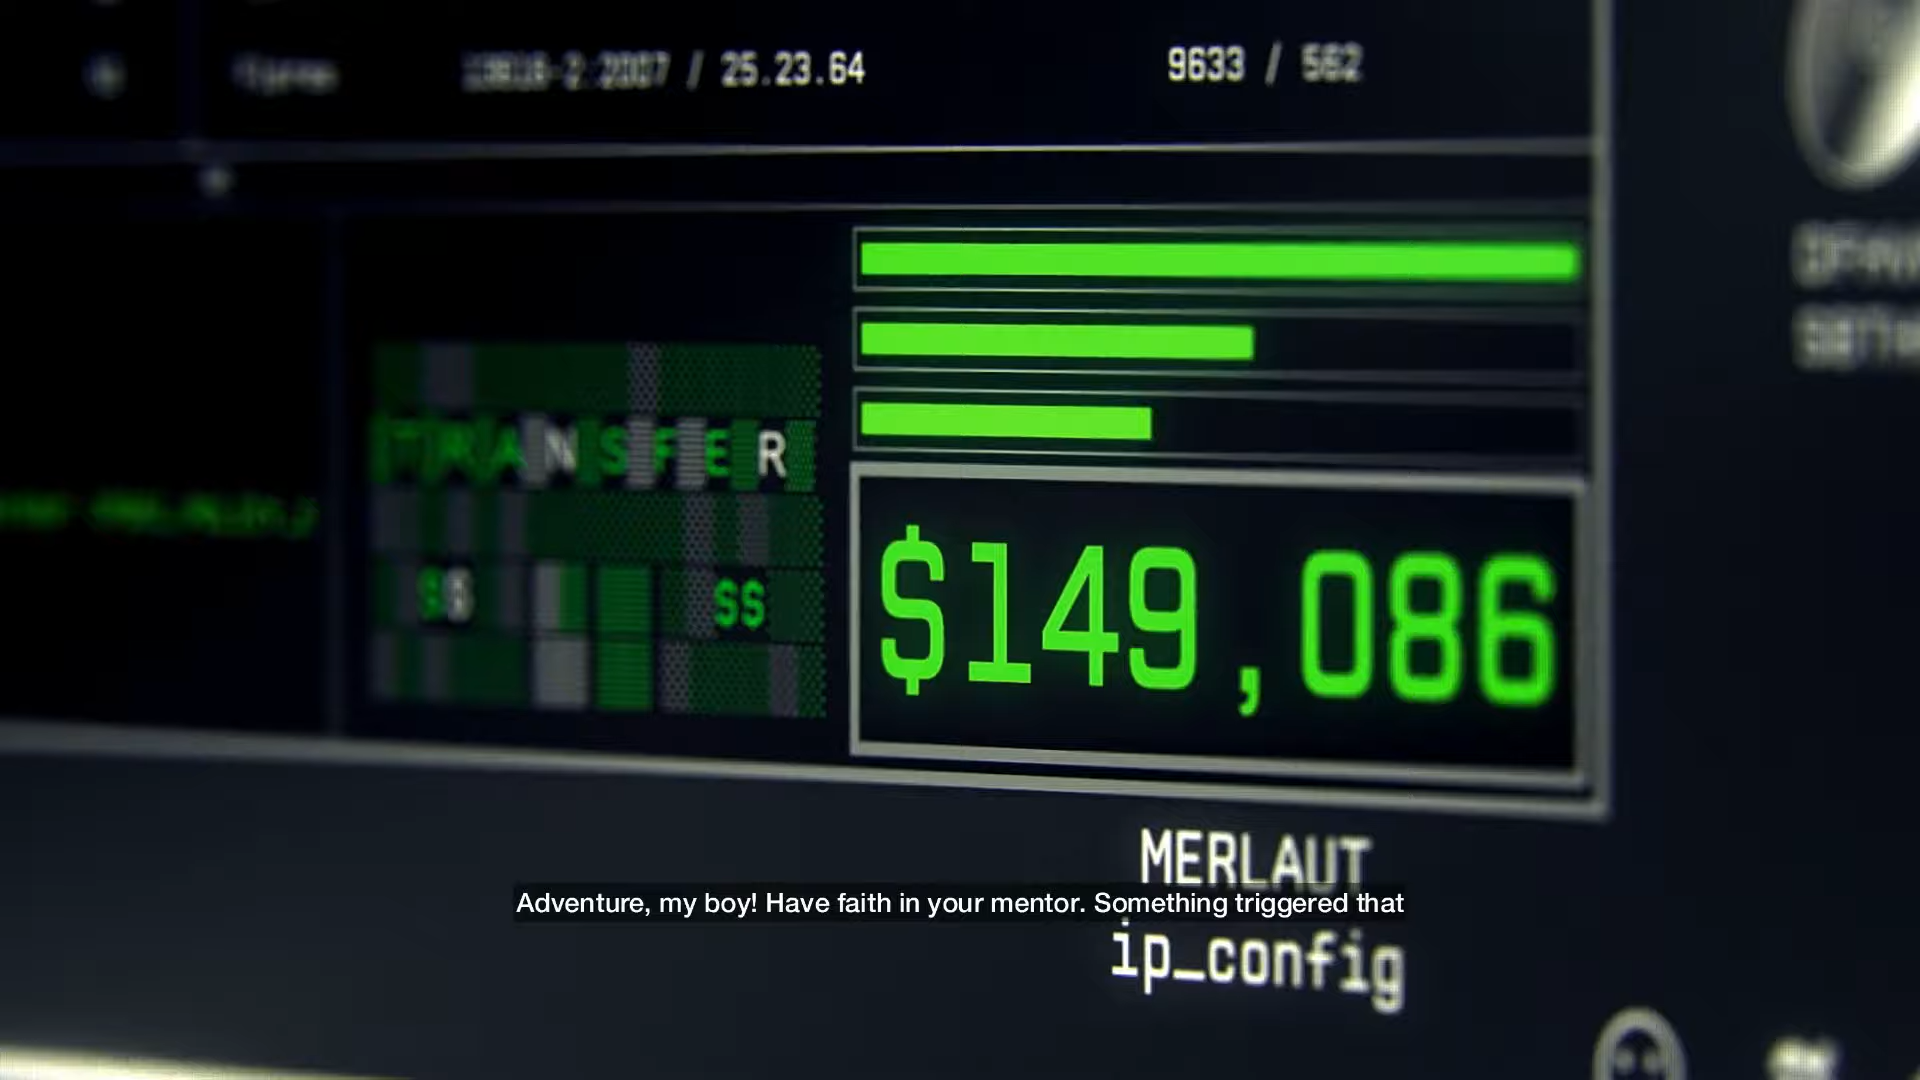 25.23.64
9633 / 562
TRANSFER
$$
$149,086
MERLAUT
Adventure, my boy! Have faith in your mentor. Something triggered that
ip_config